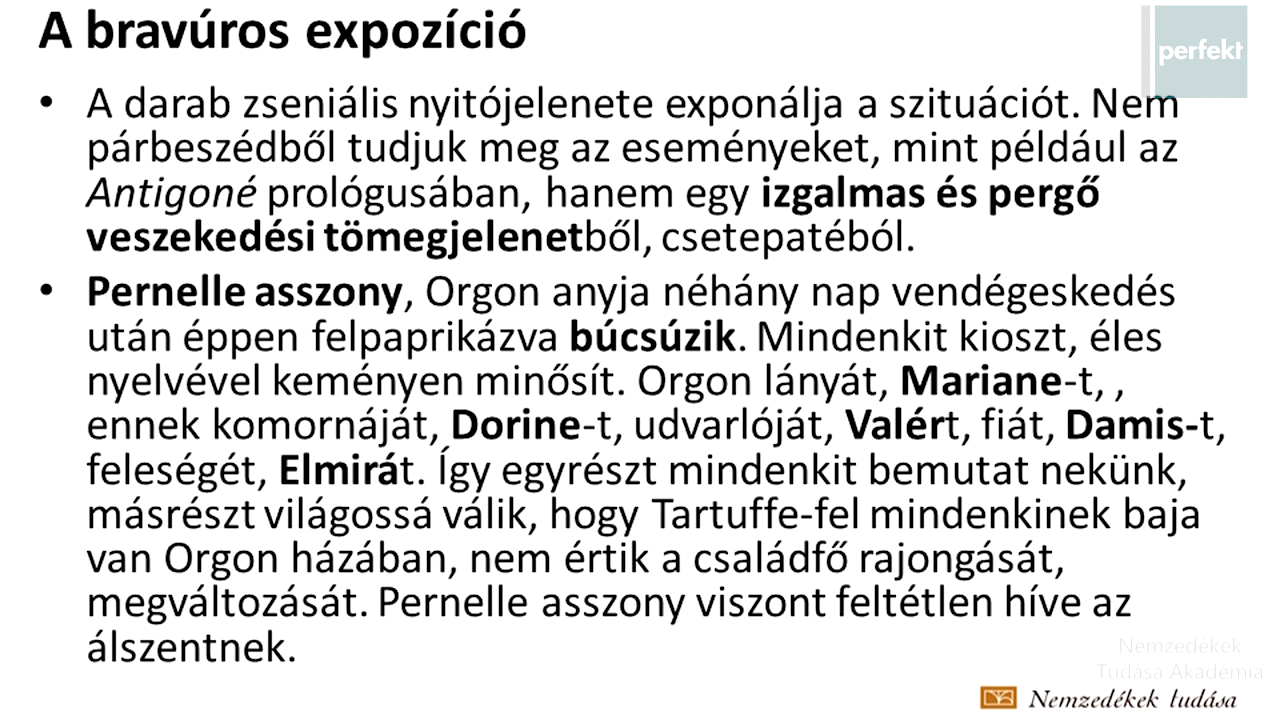 A bravúros expozíció
perfekt
• A darab zseniális nyitójelenete exponálja a szituációt. Nem
párbeszédből tudjuk meg az eseményeket, mint például az
Antigoné prológusában, hanem egy izgalmas és pergő
veszekedési tömegjelenetből, csetepatéból.
• Pernelle asszony, Orgon anyja néhány nap vendégeskedés
után éppen felpaprikázva búcsúzik. Mindenkit kioszt, éles
nyelvével keményen minősít. Orgon lányát, Mariane-t, ,
ennek komornáját, Dorine-t, udvarlóját, Valért, fiát, Damis-t,
feleségét, Elmirát. Így egyrészt mindenkit bemutat nekünk,
másrészt világossá válik, hogy Tartuffe-fel mindenkinek baja
van Orgon házában, nem értik a családfő rajongását,
megváltozását. Pernelle asszony viszont feltétlen híve az
álszentnek.
Nemzedékek
Tudása Akadémia
Nemzedékek tudása